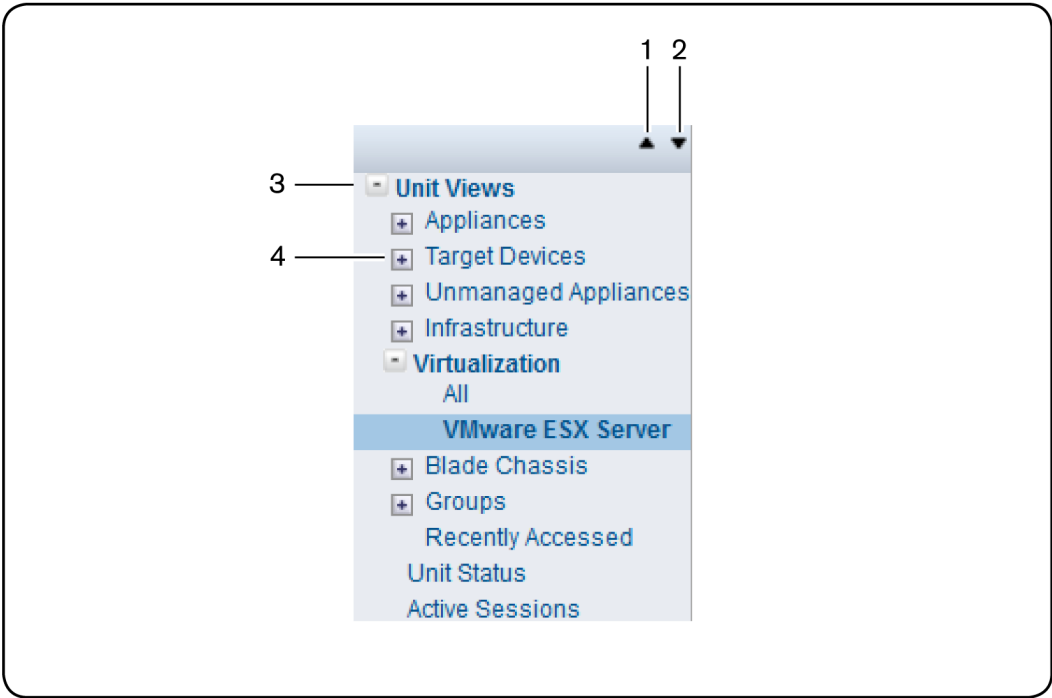 1 2
3 Unit Views
Appliances
4 Target Devices
Unmanaged Appliances
Infrastructure
Virtualization
All
VMware ESX Server
Blade Chassis
Groups
Recently Accessed
Unit Status
Active Sessions